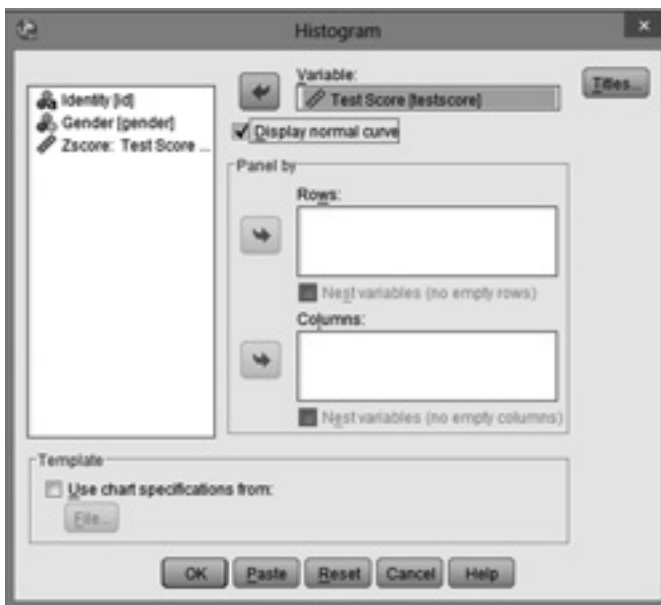 Histogram
Identity [id]
Gender [gender]
Zscore: Test Score ...
Variable:
Test Score [testscore]
Titles...
Display normal curve
Panel by
Rows:
Nest variables (no empty rows)
Columns:
Nest variables (no empty columns)
Template
Use chart specifications from:
File...
OK Paste Reset Cancel Help